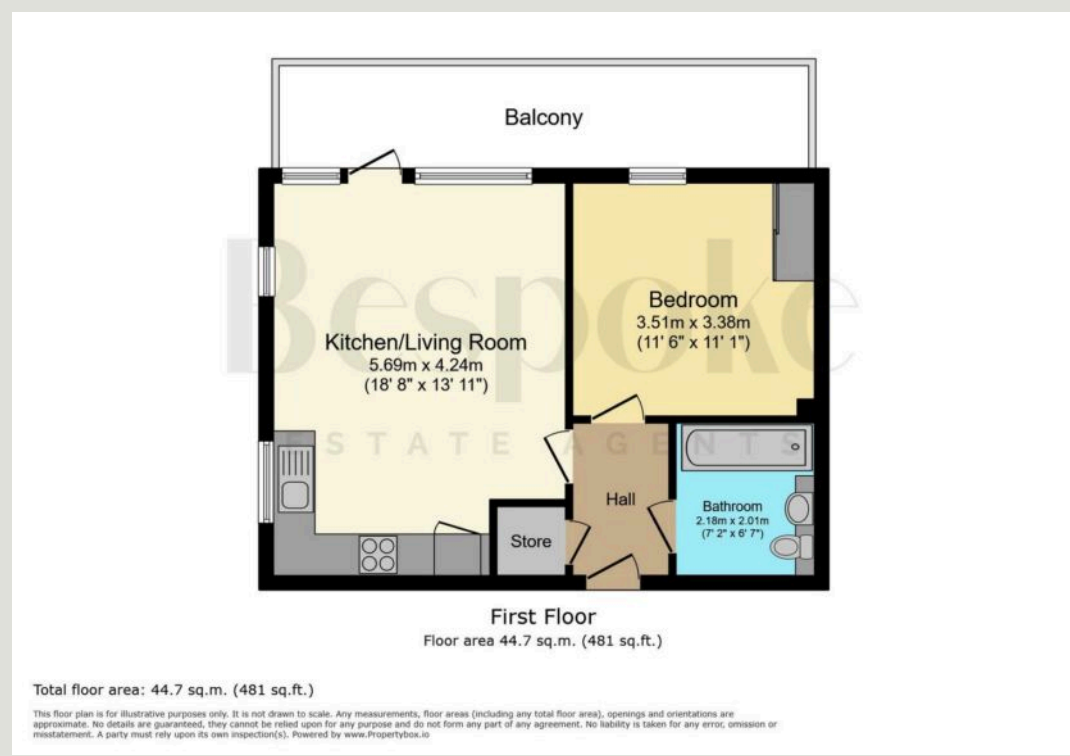 Balcony
Bedroom
3.51m x 3.38m
(11' 6" x 11' 1")
Kitchen/Living Room
5.69m x 4.24m
(18' 8" x 13' 11")
Bespoke
ESTATE AGENTS
Hall
Bathroom
2.18m x 2.01m
(7' 2" x 6' 7")
Store
First Floor
Floor area 44.7 sq.m. (481 sq.ft.)
Total floor area: 44.7 sq.m. (481 sq.ft.)
This floor plan is for illustrative purposes only. It is not drawn to scale. Any measurements, floor areas (including any total floor area), openings and orientations are
approximate. No details are guaranteed, they cannot be relied upon for any purpose and do not form any part of any agreement. No liability is taken for any error, omission or
misstatement. A party must rely upon its own inspection(s). Powered by www.Propertybox.io